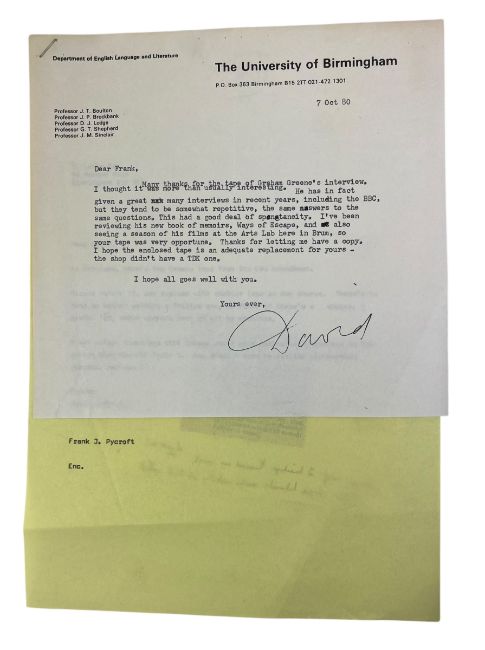 Department of English Language and Literature
The University of Birmingham
P.O. Box 363 Birmingham B15 2TT 021-472 1301
7 Oct 80
Professor J. T. Boulton
Professor J. P. Brockbank
Professor D. J. Lodge
Professor G. T. Shepherd
Professor J. M. Sinclair
Dear Frank,
Many thanks for the tape of Graham Greene's interview.
I thought it was more than usually interesting. He has in fact
given a great many interviews in recent years, including the BBC,
but they tend to be somewhat repetitive, the same answers to the
same questions. This had a good deal of spontaneity. I've been
reviewing his new book of memoirs, Ways of Escape, and also
seeing a season of his films at the Arts Lab here in Brum, so
your tape was very opportune. Thanks for letting me have a copy.
I hope the enclosed tape is an adequate replacement for yours -
the shop didn't have a TDK one.
I hope all goes well with you.
Yours ever,
David
Frank J. Pycroft
Enc.